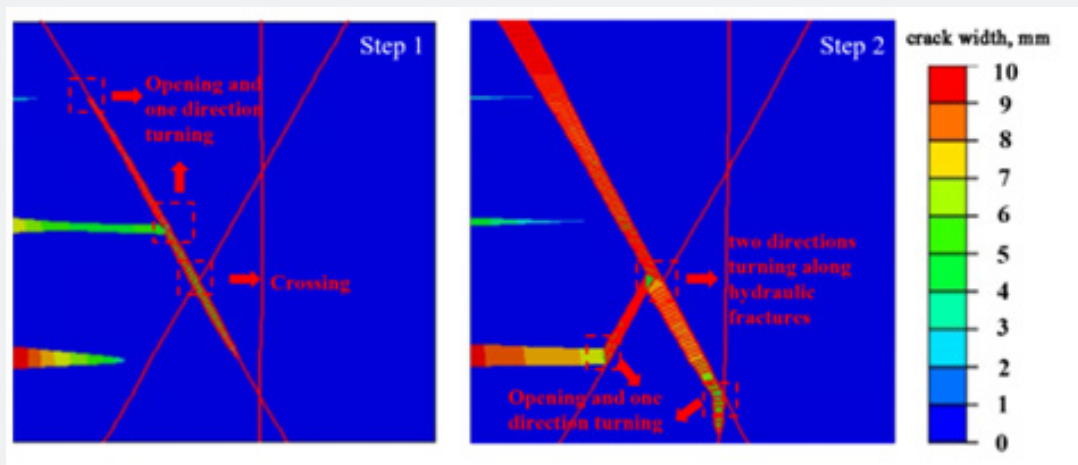 Step 1
Opening and
one direction
turning
Crossing
Step 2
two directions
turning along
hydraulic
fractures
Opening and one
direction turning
crack width, mm
10
9
8
7
6
5
4
3
2
1
0